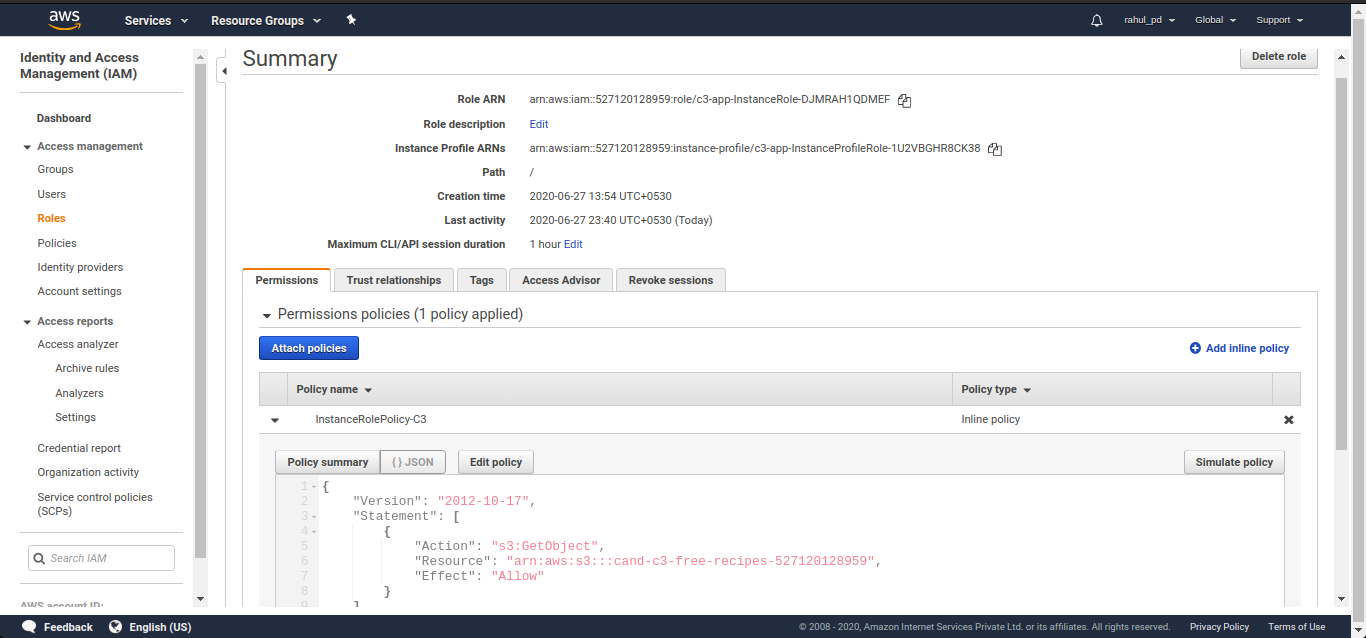 aws
Services
Resource Groups
rahul_pd
Global
Support
Identity and Access
Management (IAM)
Dashboard
Access management
Groups
Users
Roles
Policies
Identity providers
Account settings
Access reports
Access analyzer
Archive rules
Analyzers
Settings
Credential report
Organization activity
Service control policies
(SCPs)
Search IAM
AWS account ID:
Summary
Delete role
Role ARN arn:aws:iam::527120128959:role/c3-app-InstanceRole-DJMRAH1QDMEF
Role description Edit
Instance Profile ARNs arn:aws:iam::527120128959:instance-profile/c3-app-InstanceProfileRole-1U2VBGHR8CK38
Path /
Creation time 2020-06-27 13:54 UTC+0530
Last activity 2020-06-27 23:40 UTC+0530 (Today)
Maximum CLI/API session duration 1 hour Edit
Permissions Trust relationships Tags Access Advisor Revoke sessions
Permissions policies (1 policy applied)
Attach policies
Add inline policy
Policy name Policy type
InstanceRolePolicy-C3 Inline policy
Policy summary { } JSON Edit policy Simulate policy
1 {
2 "Version": "2012-10-17",
3 "Statement": [
4 {
5 "Action": "s3:GetObject",
6 "Resource": "arn:aws:s3:::cand-c3-free-recipes-527120128959",
7 "Effect": "Allow"
8 }
9 ]
Feedback English (US) © 2008 - 2020, Amazon Internet Services Private Ltd. or its affiliates. All rights reserved. Privacy Policy Terms of Use